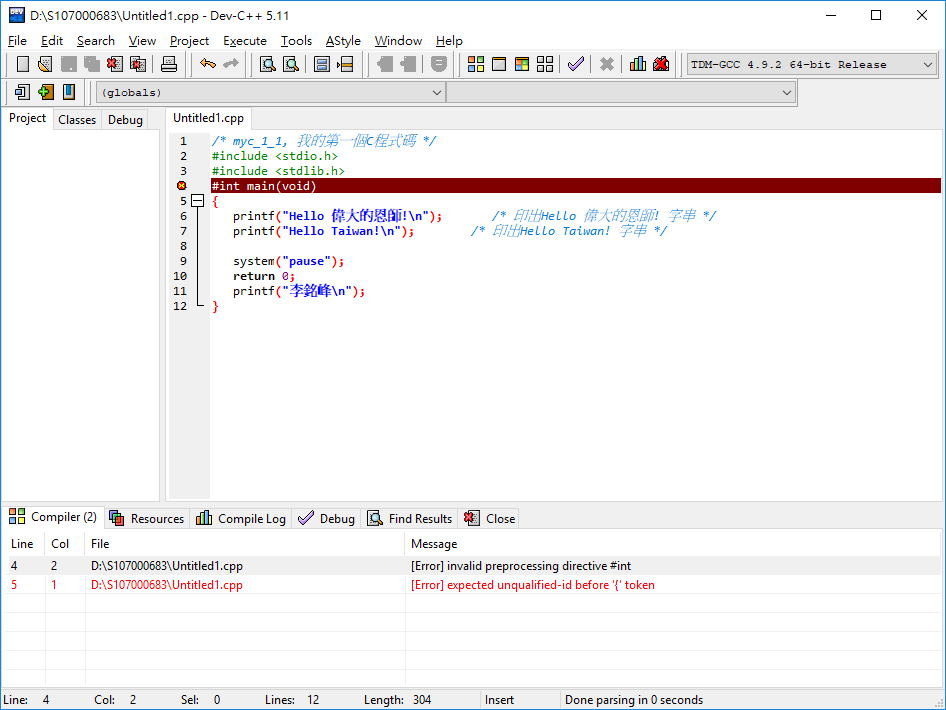 D:\S107000683\Untitled1.cpp - Dev-C++ 5.11
File Edit Search View Project Execute Tools AStyle Window Help
TDM-GCC 4.9.2 64-bit Release
(globals)
Project Classes Debug
Untitled1.cpp
1 /* myc_1_1, 我的第一個C程式碼 */
2 #include <stdio.h>
3 #include <stdlib.h>
#int main(void)
5 {
6 printf("Hello 偉大的恩師!\n"); /* 印出Hello 偉大的恩師! 字串 */
7 printf("Hello Taiwan!\n"); /* 印出Hello Taiwan! 字串 */
8
9 system("pause");
10 return 0;
11 printf("李銘峰\n");
12 }
Compiler (2) Resources Compile Log Debug Find Results Close
Line Col File Message
4 2 D:\S107000683\Untitled1.cpp [Error] invalid preprocessing directive #int
5 1 D:\S107000683\Untitled1.cpp [Error] expected unqualified-id before '{' token
Line: 4 Col: 2 Sel: 0 Lines: 12 Length: 304 Insert Done parsing in 0 seconds